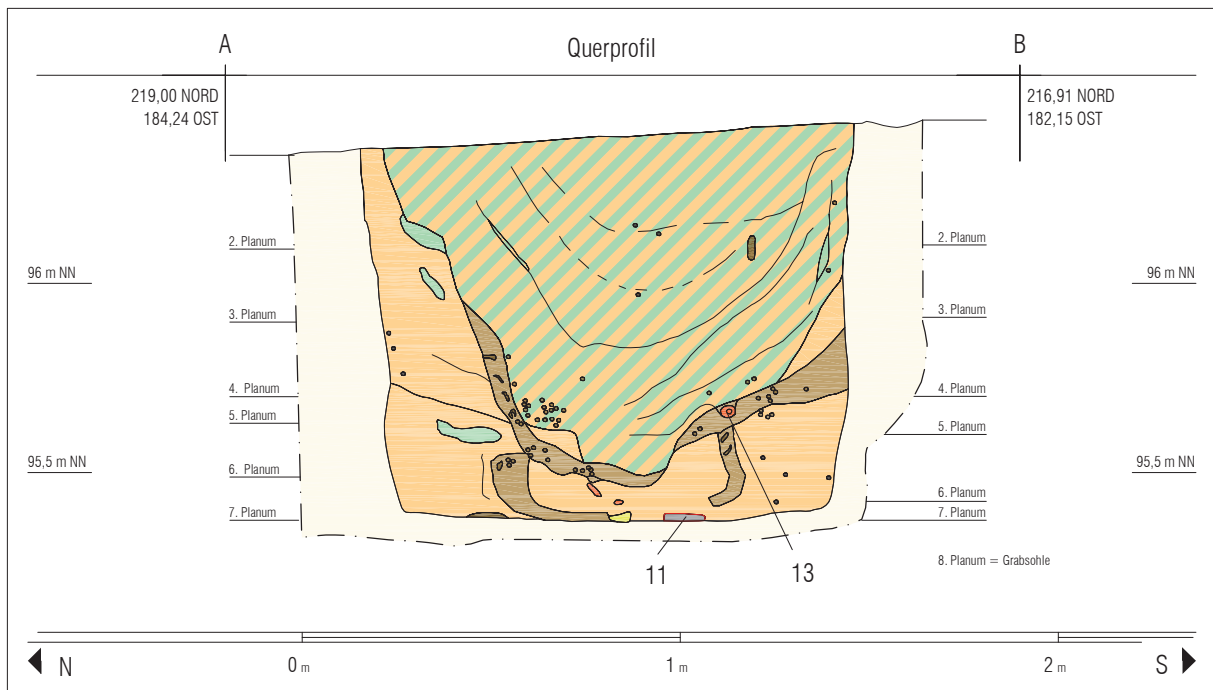 A
Querprofil
B
219,00 NORD
184,24 OST
216,91 NORD
182,15 OST
2. Planum
2. Planum
96 m NN
96 m NN
3. Planum
3. Planum
4. Planum
4. Planum
5. Planum
5. Planum
95,5 m NN
95,5 m NN
6. Planum
6. Planum
7. Planum
7. Planum
8. Planum = Grabsohle
11
13
N
0 m
1 m
2 m
S